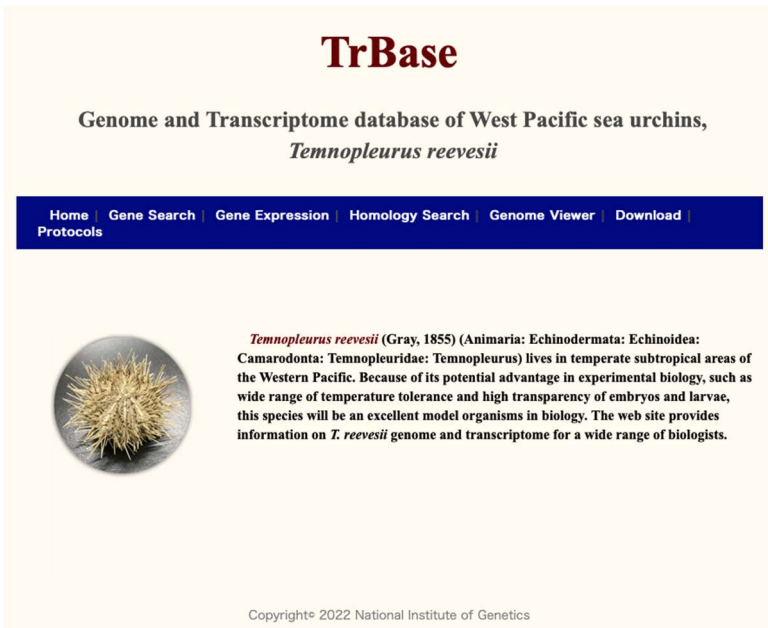 TrBase
Genome and Transcriptome database of West Pacific sea urchins,
Temnopleurus reevesii
Home | Gene Search | Gene Expression | Homology Search | Genome Viewer | Download |
Protocols
Temnopleurus reevesii (Gray, 1855) (Animaria: Echinodermata: Echinoidea:
Camarodonta: Temnopleuridae: Temnopleurus) lives in temperate subtropical areas of
the Western Pacific. Because of its potential advantage in experimental biology, such as
wide range of temperature tolerance and high transparency of embryos and larvae,
this species will be an excellent model organisms in biology. The web site provides
information on T. reevesii genome and transcriptome for a wide range of biologists.
Copyright© 2022 National Institute of Genetics